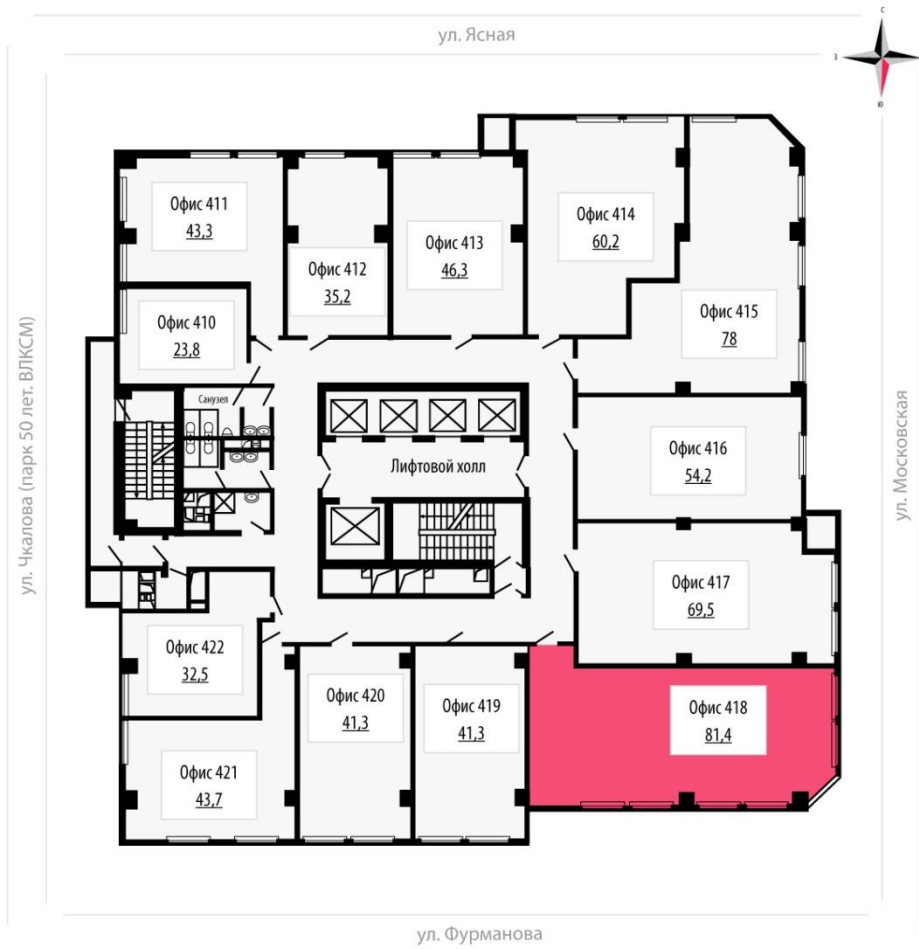 ул. Ясная
С
З
Ю
Офис 411
43,3
Офис 412
35,2
Офис 413
46,3
Офис 414
60,2
Офис 415
78
Офис 410
23,8
Санузел
Лифтовой холл
Офис 416
54,2
Офис 417
69,5
Офис 418
81,4
Офис 419
41,3
Офис 420
41,3
Офис 422
32,5
Офис 421
43,7
ул. Чкалова (парк 50 лет. ВЛКСМ)
ул. Московская
ул. Фурманова